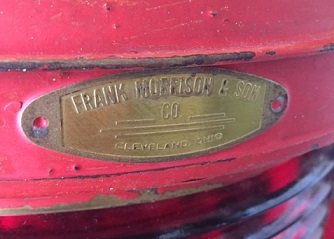 FRANK MORRISON & SON
CO.
CLEVELAND OHIO